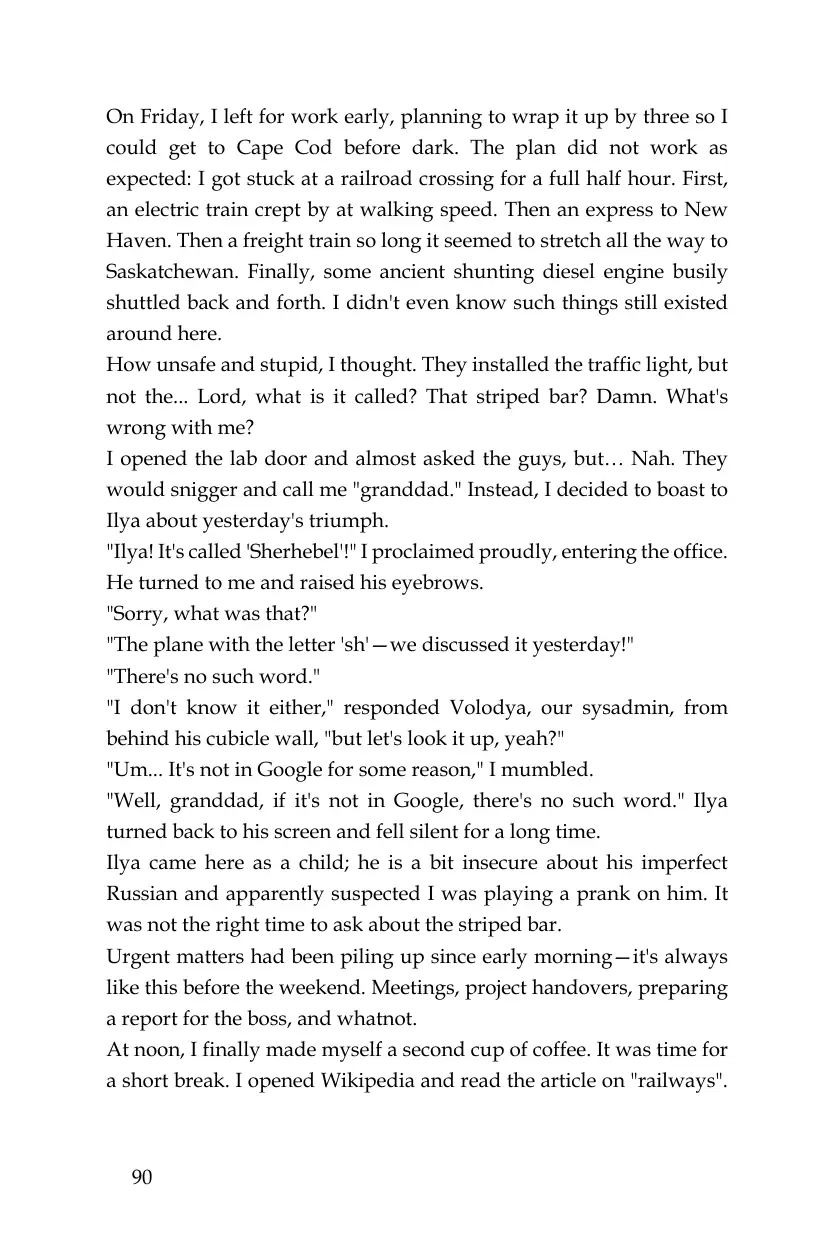 On Friday, I left for work early, planning to wrap it up by three so I
could get to Cape Cod before dark. The plan did not work as
expected: I got stuck at a railroad crossing for a full half hour. First,
an electric train crept by at walking speed. Then an express to New
Haven. Then a freight train so long it seemed to stretch all the way to
Saskatchewan. Finally, some ancient shunting diesel engine busily
shuttled back and forth. I didn't even know such things still existed
around here.
How unsafe and stupid, I thought. They installed the traffic light, but
not the... Lord, what is it called? That striped bar? Damn. What's
wrong with me?
I opened the lab door and almost asked the guys, but… Nah. They
would snigger and call me "granddad." Instead, I decided to boast to
Ilya about yesterday's triumph.
"Ilya! It's called 'Sherhebel'!" I proclaimed proudly, entering the office.
He turned to me and raised his eyebrows.
"Sorry, what was that?"
"The plane with the letter 'sh'—we discussed it yesterday!"
"There's no such word."
"I don't know it either," responded Volodya, our sysadmin, from
behind his cubicle wall, "but let's look it up, yeah?"
"Um... It's not in Google for some reason," I mumbled.
"Well, granddad, if it's not in Google, there's no such word." Ilya
turned back to his screen and fell silent for a long time.
Ilya came here as a child; he is a bit insecure about his imperfect
Russian and apparently suspected I was playing a prank on him. It
was not the right time to ask about the striped bar.
Urgent matters had been piling up since early morning—it's always
like this before the weekend. Meetings, project handovers, preparing
a report for the boss, and whatnot.
At noon, I finally made myself a second cup of coffee. It was time for
a short break. I opened Wikipedia and read the article on "railways".
90